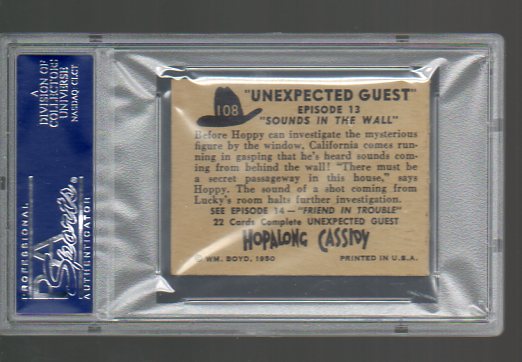 108
"UNEXPECTED GUEST"
EPISODE 13
"SOUNDS IN THE WALL"
Before Hoppy can investigate the mysterious
figure by the window, California comes run-
ning in gasping that he's heard sounds com-
ing from behind the wall! "There must be
a secret passageway in this house," says
Hoppy. The sound of a shot coming from
Lucky's room halts further investigation.
SEE EPISODE 14—"FRIEND IN TROUBLE"
22 Cards Complete UNEXPECTED GUEST
HOPALONG CASSIDY
© WM. BOYD, 1950 PRINTED IN U.S.A.
A
DIVISION OF
COLLECTORS
UNIVERSE
NASDAQ: CLCT
PROFESSIONAL
PSA
Sports
AUTHENTICATOR